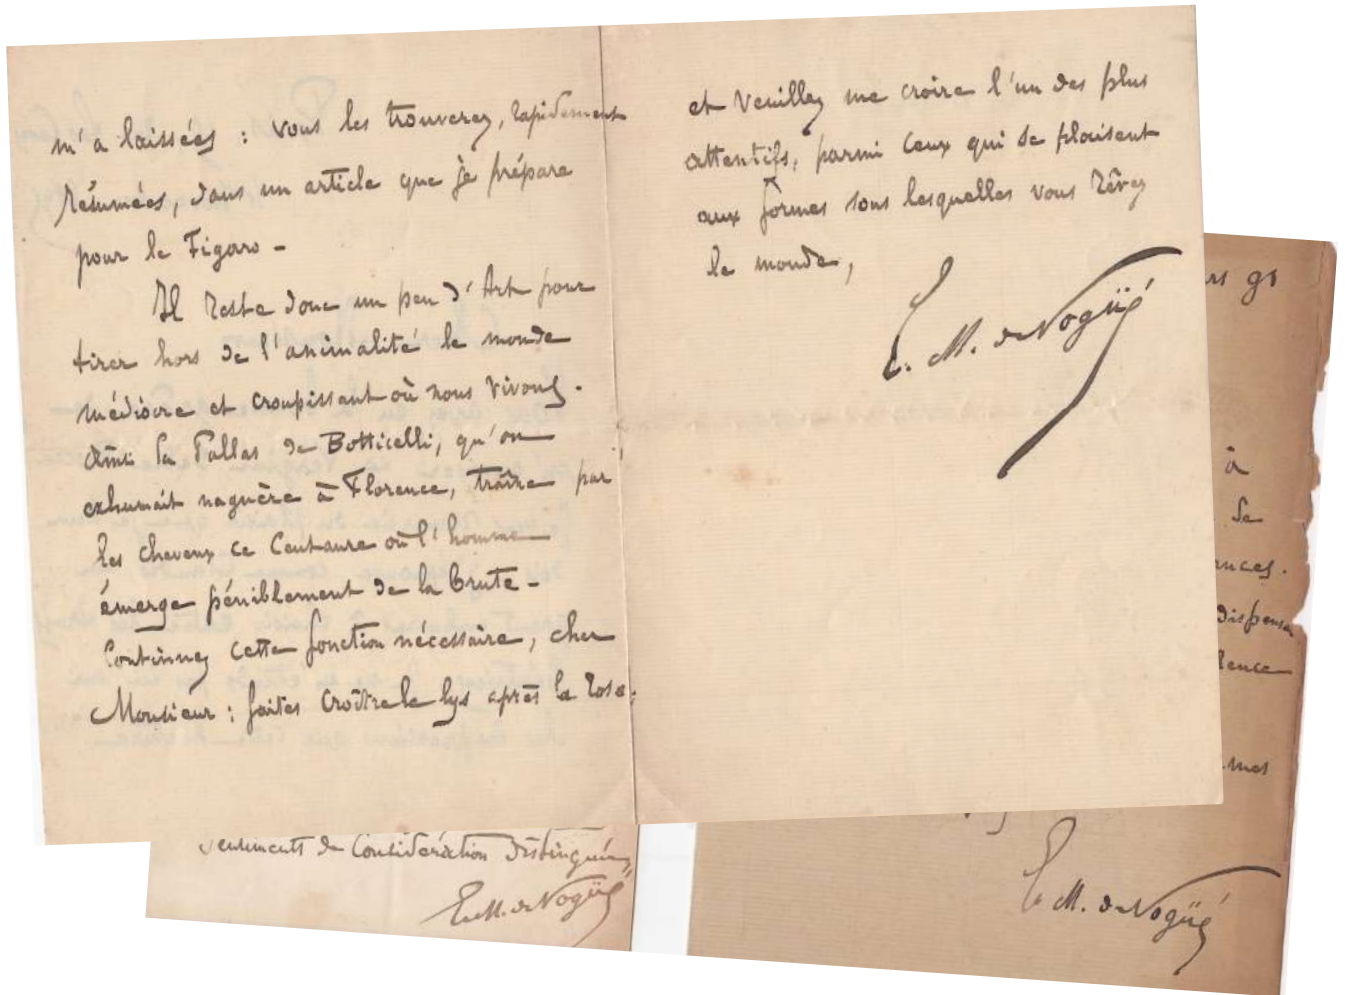 m'a laissées : vous les trouverez, rapidement
résumées, dans un article que je prépare
pour le Figaro -
Il reste donc un peu d'Art pour
tirer hors de l'animalité le monde
médiocre et croupissant où nous vivons.
Ainsi la Pallas de Botticelli, qu'on
exhumait naguère à Florence, traîne par
les cheveux ce Centaure où l'homme
émerge péniblement de la brute -
Continuez cette fonction nécessaire, cher
Monsieur : faites croître le lys après la rose ;
et veuillez me croire l'un des plus
attentifs, parmi ceux qui se plaisent
aux formes sous lesquelles vous rêvez
le monde,
E. M. de Vogüé
à
se
dispenser
sentiments de Considération distinguée,
E. M. de Vogüé
E. M. de Vogüé